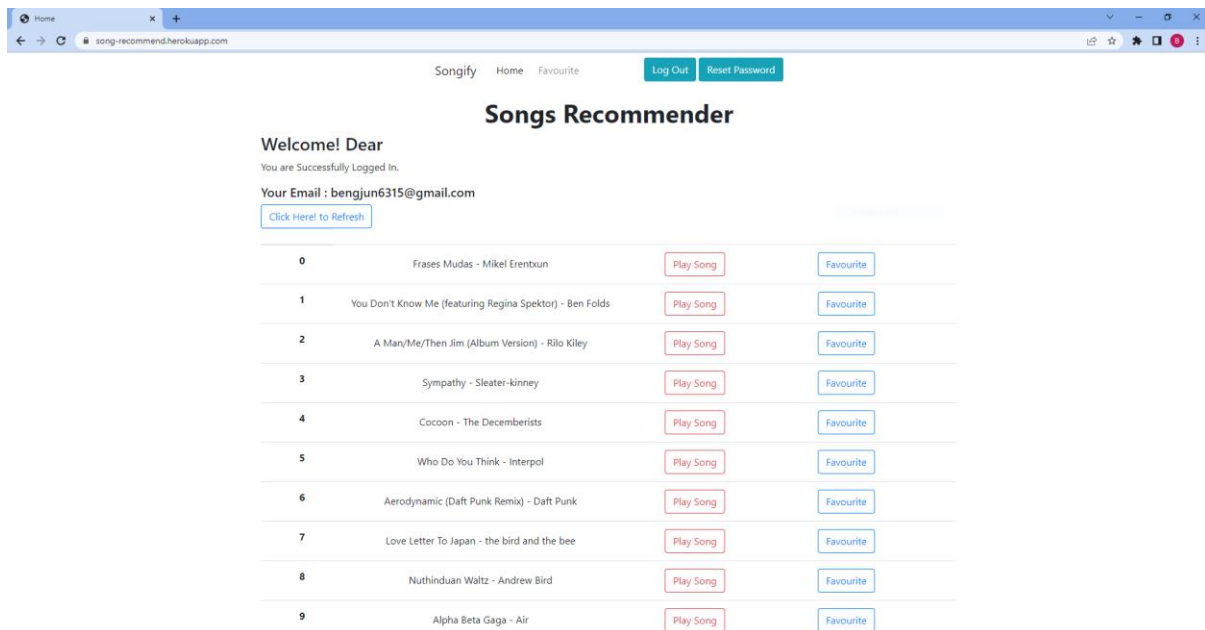 Home
song-recommend.herokuapp.com
B
Songify Home Favourite Log Out Reset Password
Songs Recommender
Welcome! Dear
You are Successfully Logged In.
Your Email : bengjun6315@gmail.com
Click Here! to Refresh
0 Frases Mudas - Mikel Erentxun Play Song Favourite
1 You Don't Know Me (featuring Regina Spektor) - Ben Folds Play Song Favourite
2 A Man/Me/Then Jim (Album Version) - Rilo Kiley Play Song Favourite
3 Sympathy - Sleater-kinney Play Song Favourite
4 Cocoon - The Decemberists Play Song Favourite
5 Who Do You Think - Interpol Play Song Favourite
6 Aerodynamic (Daft Punk Remix) - Daft Punk Play Song Favourite
7 Love Letter To Japan - the bird and the bee Play Song Favourite
8 Nuthinduan Waltz - Andrew Bird Play Song Favourite
9 Alpha Beta Gaga - Air Play Song Favourite